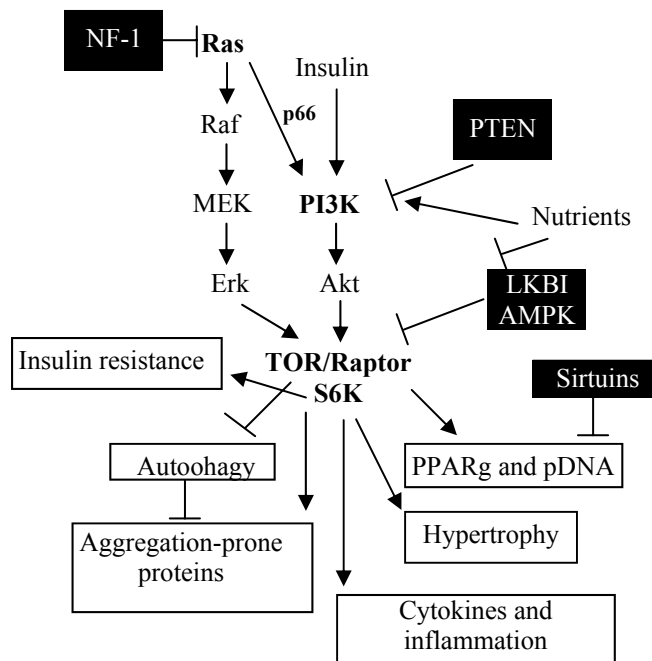 NF-1
Ras
Insulin
p66
Raf
PTEN
MEK
PI3K
Nutrients
Erk
Akt
LKBI
AMPK
Insulin resistance
TOR/Raptor
S6K
Sirtuins
Autoohagy
PPARg and pDNA
Aggregation-prone
proteins
Hypertrophy
Cytokines and
inflammation